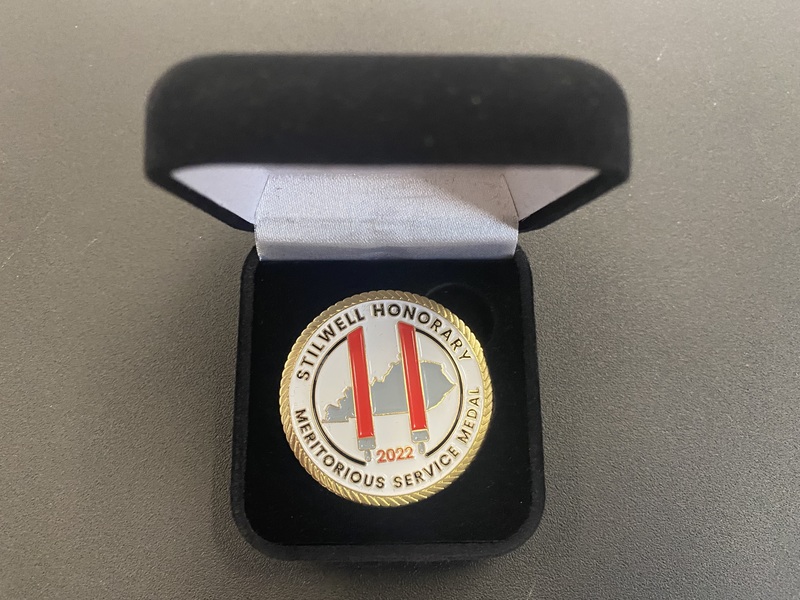 STILWELL HONORARY
2022
MERITORIOUS SERVICE MEDAL